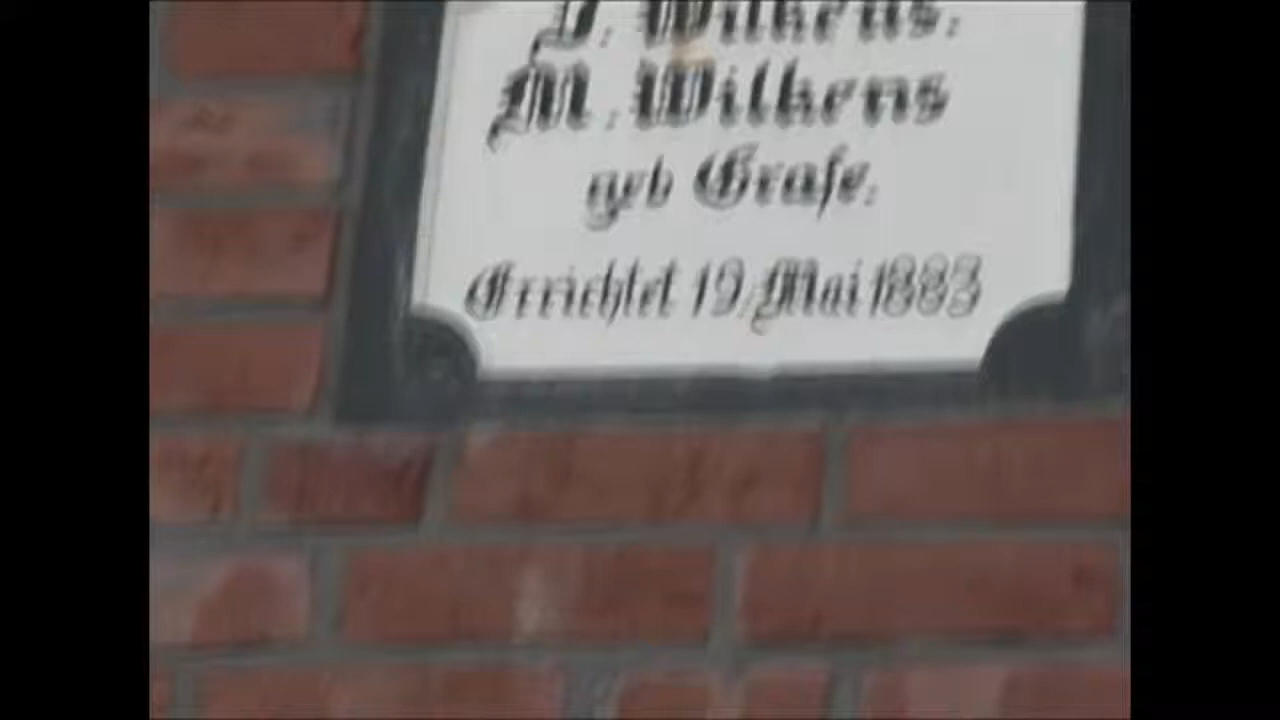 J. Wilkens.
M. Wilkens
geb Grafe.
Errichtet 19. Mai 1883